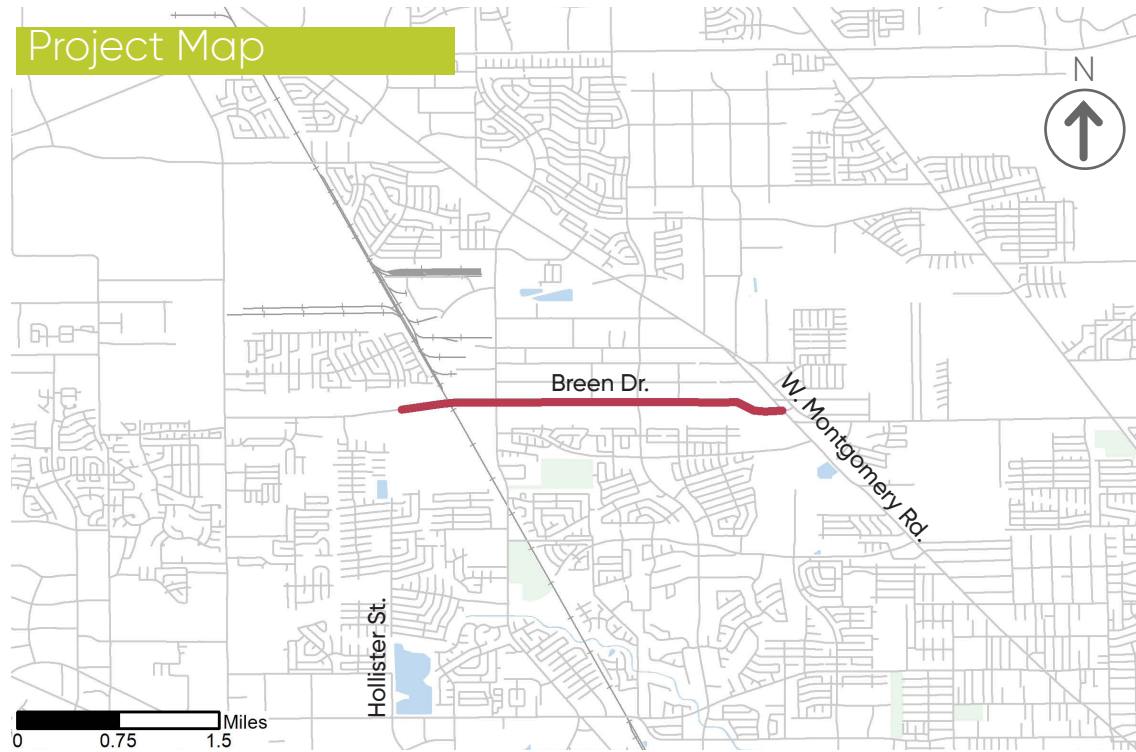 Project Map
N
Breen Dr.
W. Montgomery Rd.
Hollister St.
Miles
0 0.75 1.5